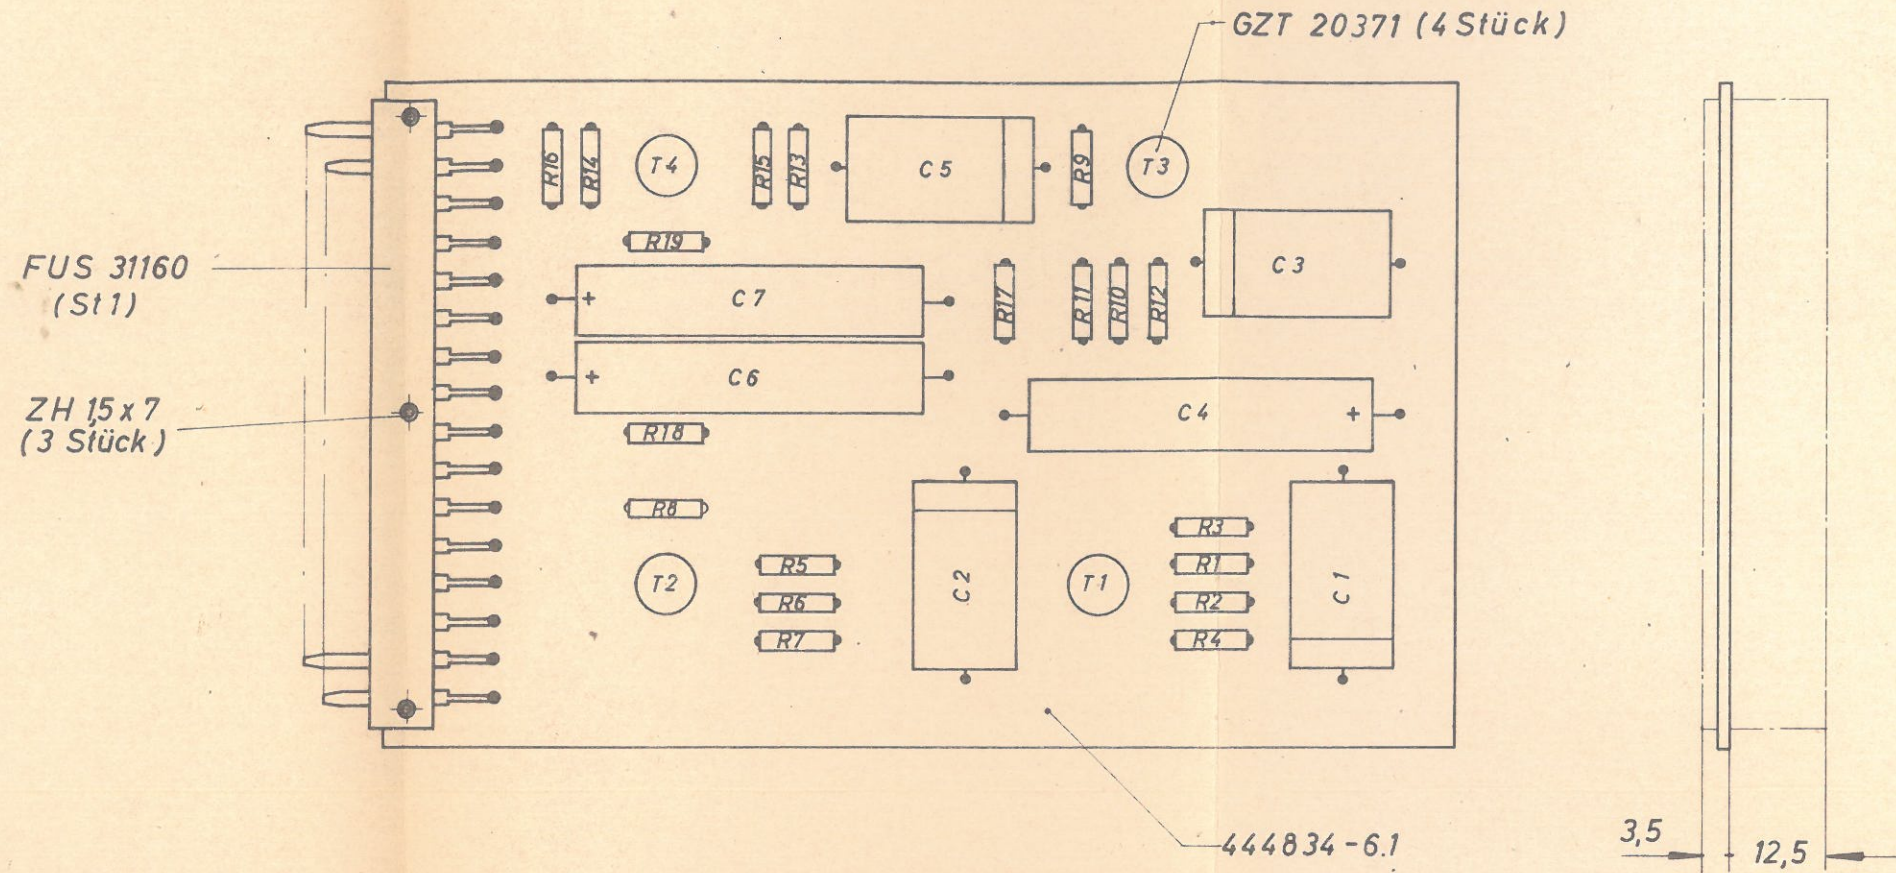 GZT 20371 (4 Stück)
R16
R14
T4
R15
R13
C5
R9
T3
R19
FUS 31160
(St1)
C7
R17
R11
R10
R12
C3
C6
ZH 1,5 x 7
(3 Stück)
C4
R18
R8
R3
R5
R1
T2
C2
T1
C1
R6
R2
R7
R4
444834-6.1
3,5
12,5
+
+
+